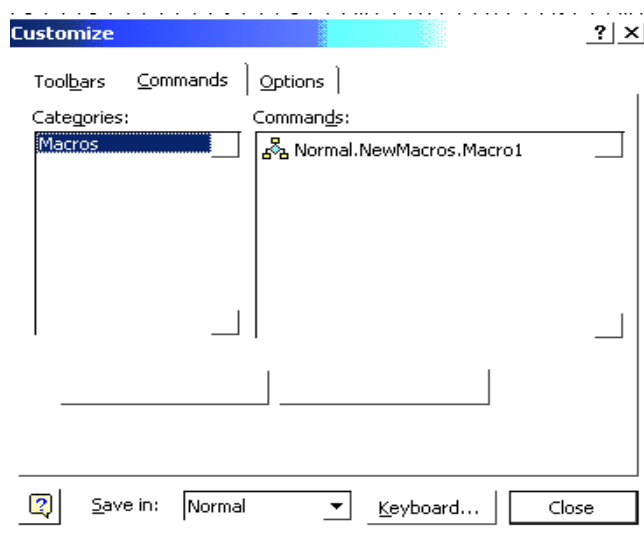 Customize
Toolbars Commands Options
Categories: Commands:
Macros Normal.NewMacros.Macro1
Save in: Normal Keyboard... Close